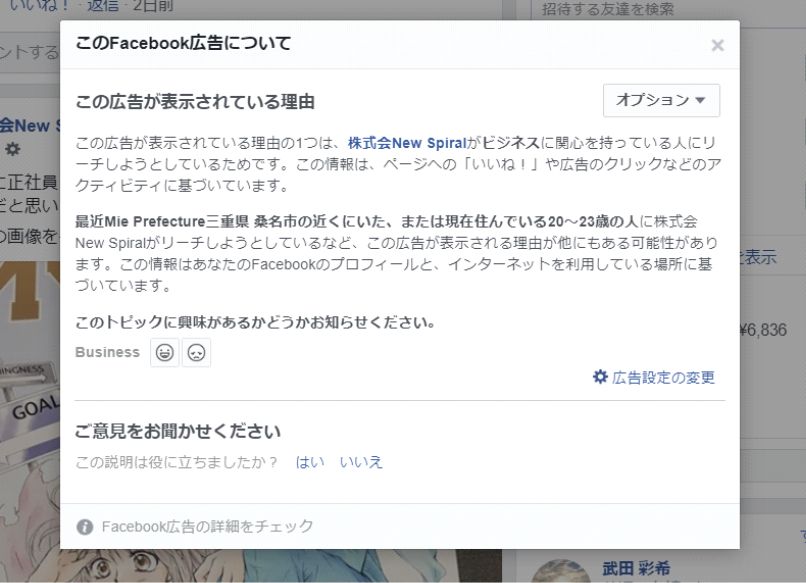 いいね！ · 返信 · 2日前
招待する友達を検索
このFacebook広告について
×
ントする
この広告が表示されている理由
オプション
会New S
この広告が表示されている理由の1つは、株式会New Spiralがビジネスに関心を持っている人にリ
ーチしようとしているためです。この情報は、ページへの「いいね！」や広告のクリックなどのア
クティビティに基づいています。
に正社員
だと思い
の画像を
最近Mie Prefecture三重県 桑名市の近くにいた、または現在住んでいる20～23歳の人に株式会
New Spiralがリーチしようとしているなど、この広告が表示される理由が他にもある可能性があり
ます。この情報はあなたのFacebookのプロフィールと、インターネットを利用している場所に基
づいています。
を表示
このトピックに興味があるかどうかお知らせください。
¥6,836
Business
広告設定の変更
INGNESS
GOAL
ご意見をお聞かせください
この説明は役に立ちましたか？ はい いいえ
Facebook広告の詳細をチェック
武田 彩希